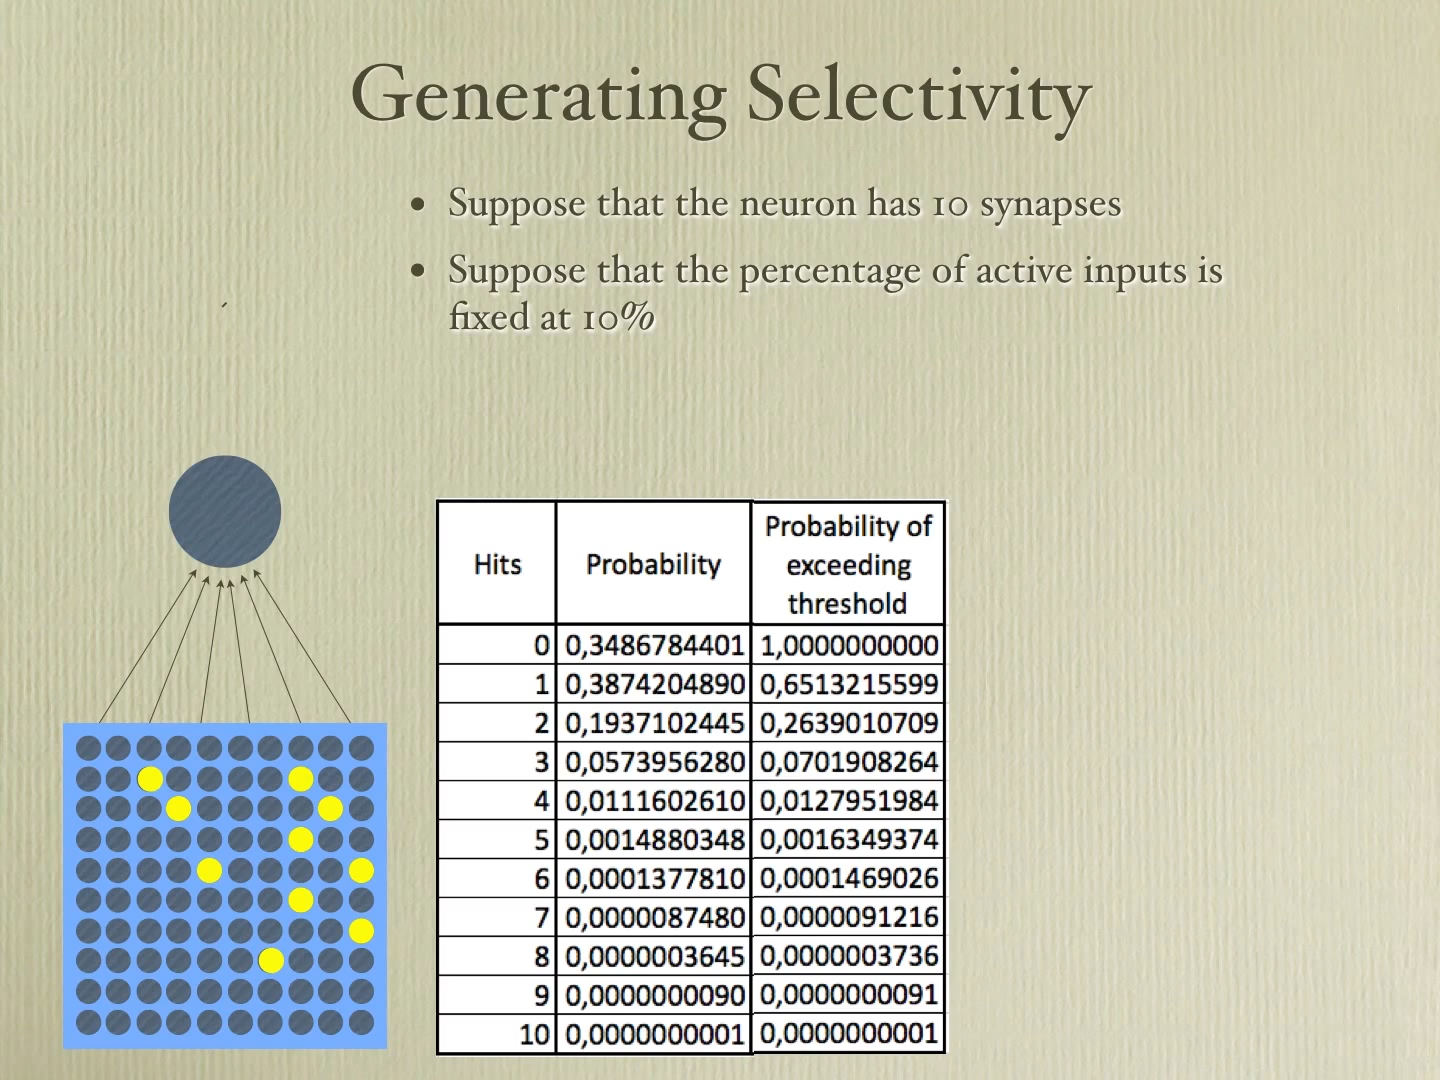 Generating Selectivity
• Suppose that the neuron has 10 synapses
• Suppose that the percentage of active inputs is
fixed at 10%
Hits Probability Probability of
exceeding
threshold
0 0,3486784401 1,0000000000
1 0,3874204890 0,6513215599
2 0,1937102445 0,2639010709
3 0,0573956280 0,0701908264
4 0,0111602610 0,0127951984
5 0,0014880348 0,0016349374
6 0,0001377810 0,0001469026
7 0,0000087480 0,0000091216
8 0,0000003645 0,0000003736
9 0,0000000090 0,0000000091
10 0,0000000001 0,0000000001